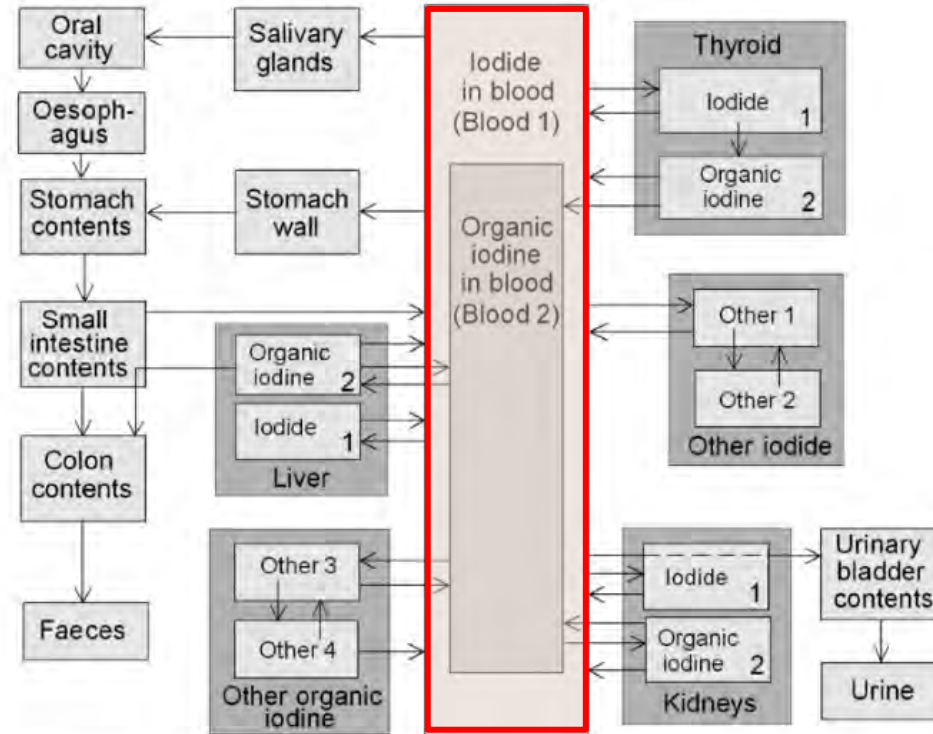 Oral
cavity
Oesoph-
agus
Stomach
contents
Small
intestine
contents
Colon
contents
Faeces
Salivary
glands
Stomach
wall
Organic
iodine 2
Iodide
1
Liver
Other 3
Other 4
Other organic
iodine
Iodide
in blood
(Blood 1)
Organic
iodine
in blood
(Blood 2)
Thyroid
Iodide
1
Organic
iodine
2
Other 1
Other 2
Other iodide
Iodide
1
Organic
iodine 2
Kidneys
Urinary
bladder
contents
Urine